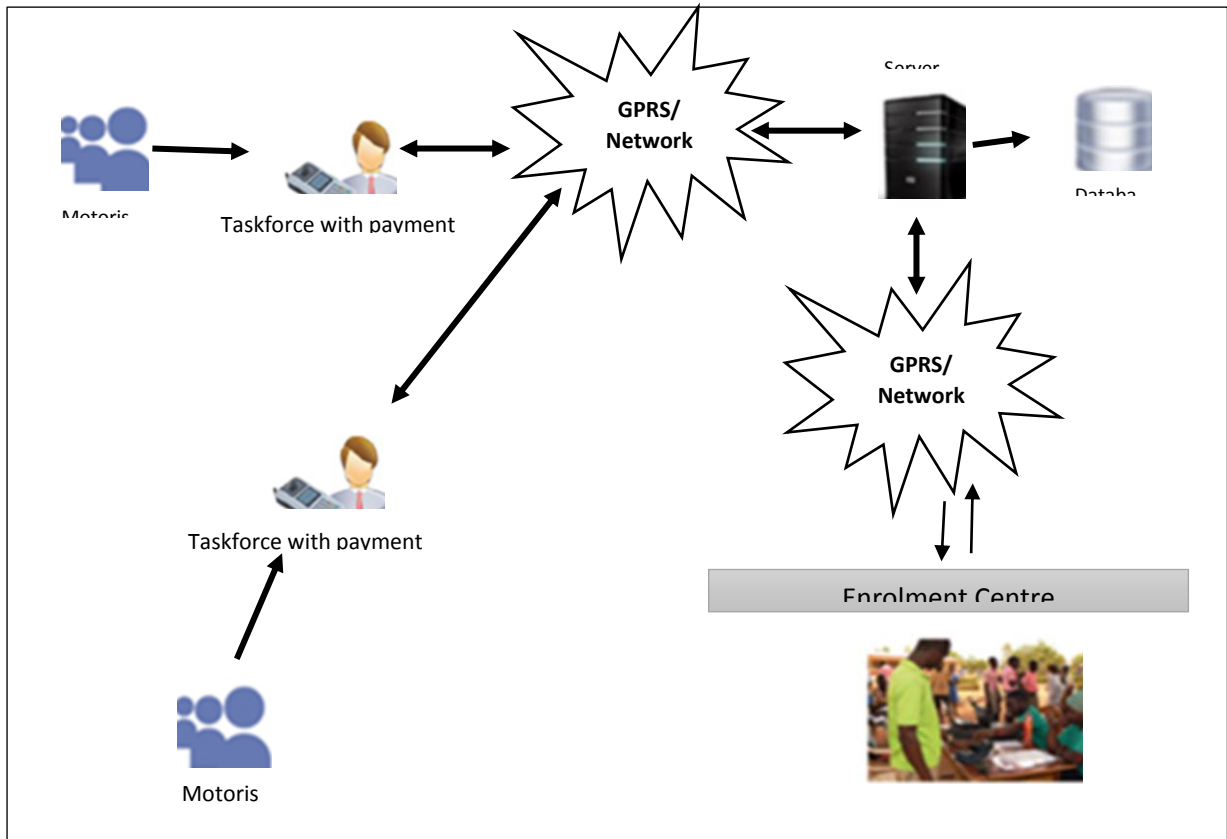 GPRS/
Network
Server
Motoris
Taskforce with payment
Databa
GPRS/
Network
Taskforce with payment
Enrolment Centre
Motoris